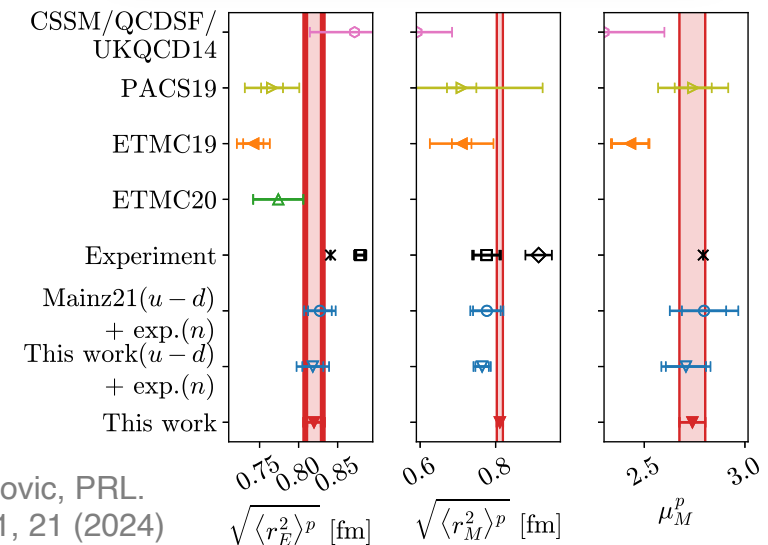 CSSM/QCDSF/
UKQCD14
PACS19
ETMC19
ETMC20
Experiment
Mainz21(u − d)
+ exp.(n)
This work(u − d)
+ exp.(n)
This work
0.75 0.80 0.85 0.6 0.8 2.5 3.0
√⟨r_E^2⟩^p [fm] √⟨r_M^2⟩^p [fm] μ_M^p
ovic, PRL.
1, 21 (2024)